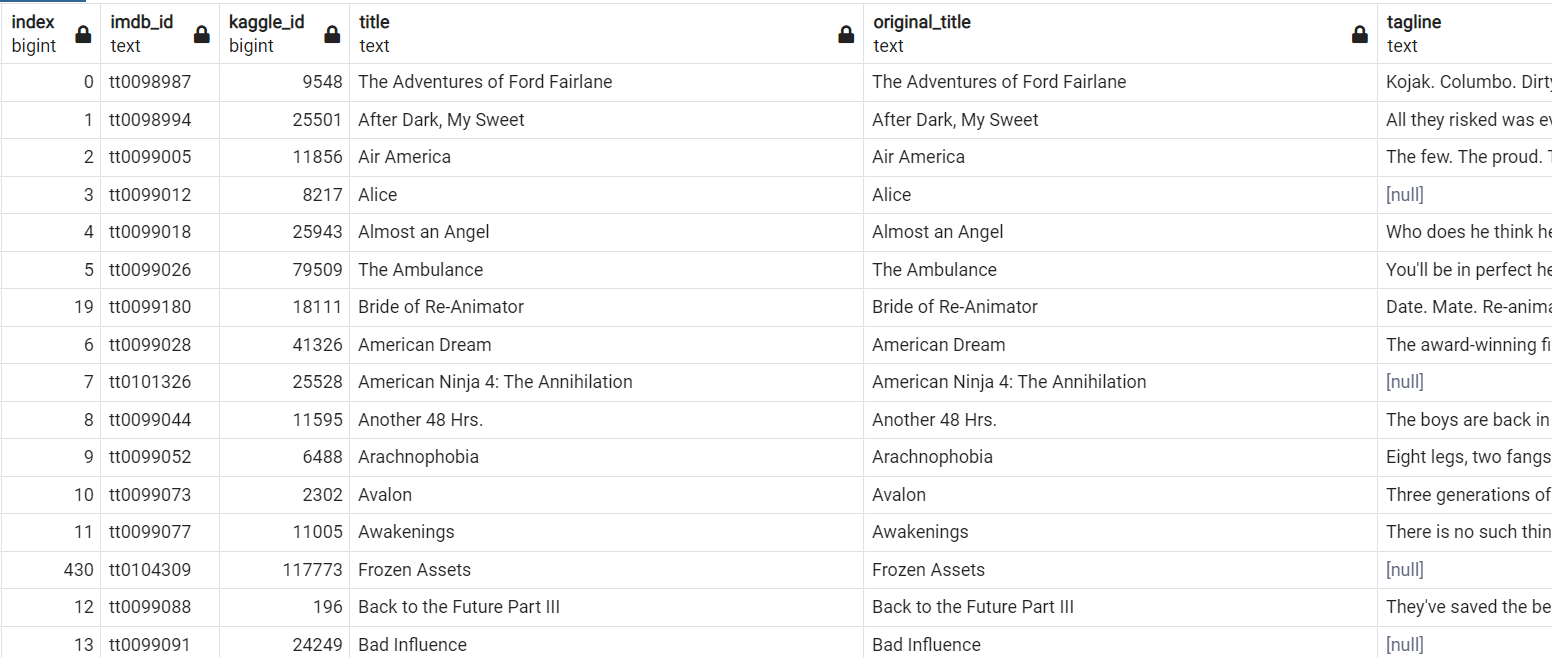 index imdb_id kaggle_id title original_title tagline
bigint text bigint text text text
0 tt0098987 9548 The Adventures of Ford Fairlane The Adventures of Ford Fairlane Kojak. Columbo. Dirty
1 tt0098994 25501 After Dark, My Sweet After Dark, My Sweet All they risked was ev
2 tt0099005 11856 Air America Air America The few. The proud. T
3 tt0099012 8217 Alice Alice [null]
4 tt0099018 25943 Almost an Angel Almost an Angel Who does he think he
5 tt0099026 79509 The Ambulance The Ambulance You'll be in perfect he
19 tt0099180 18111 Bride of Re-Animator Bride of Re-Animator Date. Mate. Re-anima
6 tt0099028 41326 American Dream American Dream The award-winning fi
7 tt0101326 25528 American Ninja 4: The Annihilation American Ninja 4: The Annihilation [null]
8 tt0099044 11595 Another 48 Hrs. Another 48 Hrs. The boys are back in
9 tt0099052 6488 Arachnophobia Arachnophobia Eight legs, two fangs
10 tt0099073 2302 Avalon Avalon Three generations of
11 tt0099077 11005 Awakenings Awakenings There is no such thin
430 tt0104309 117773 Frozen Assets Frozen Assets [null]
12 tt0099088 196 Back to the Future Part III Back to the Future Part III They've saved the be
13 tt0099091 24249 Bad Influence Bad Influence [null]